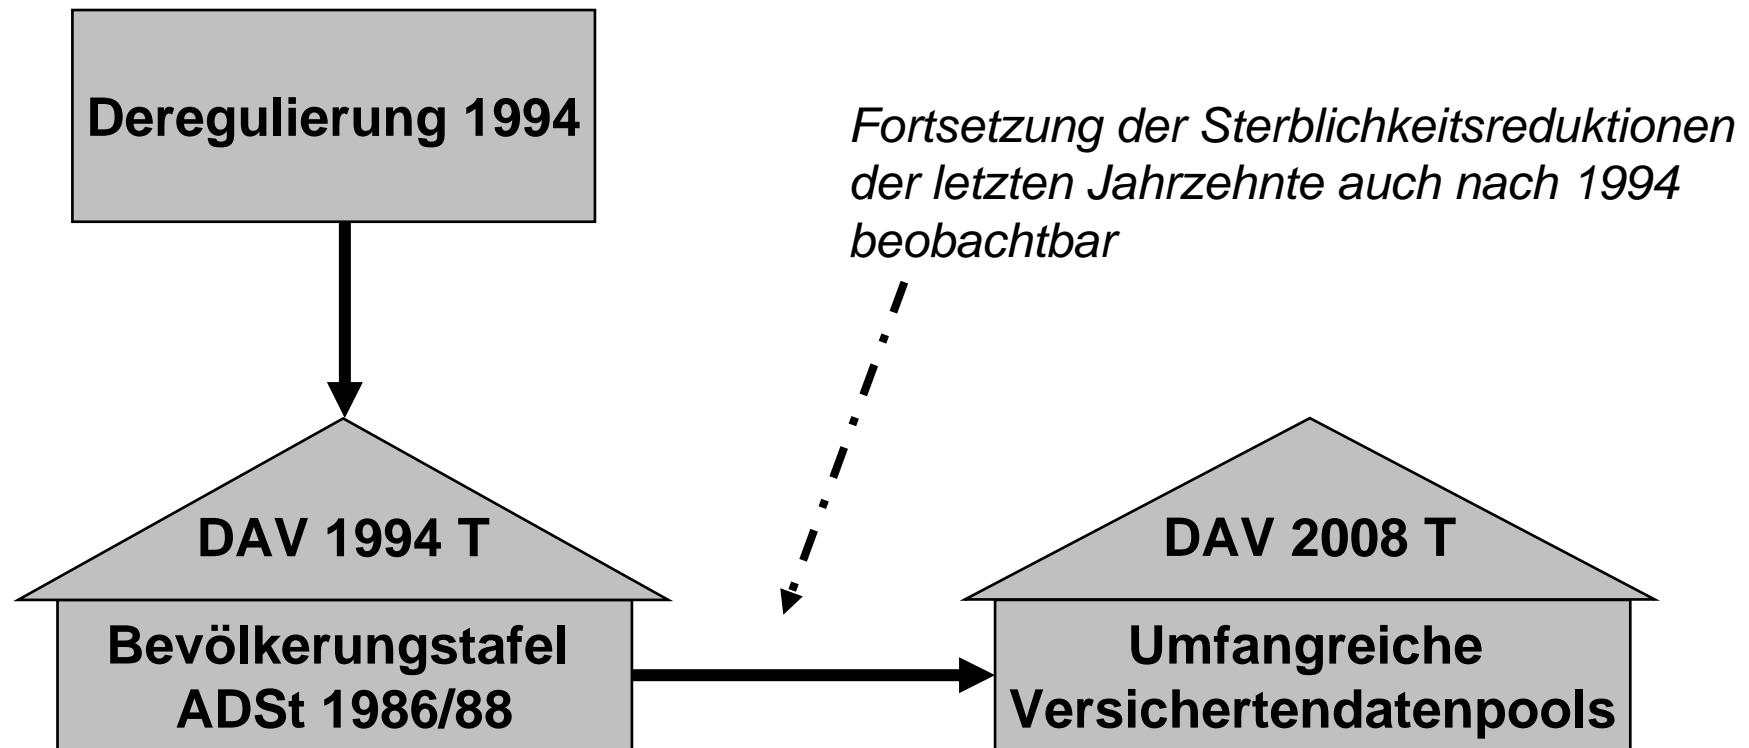 Deregulierung 1994
Fortsetzung der Sterblichkeitsreduktionen
der letzten Jahrzehnte auch nach 1994
beobachtbar
DAV 1994 T
Bevölkerungstafel
ADSt 1986/88
DAV 2008 T
Umfangreiche
Versichertendatenpools